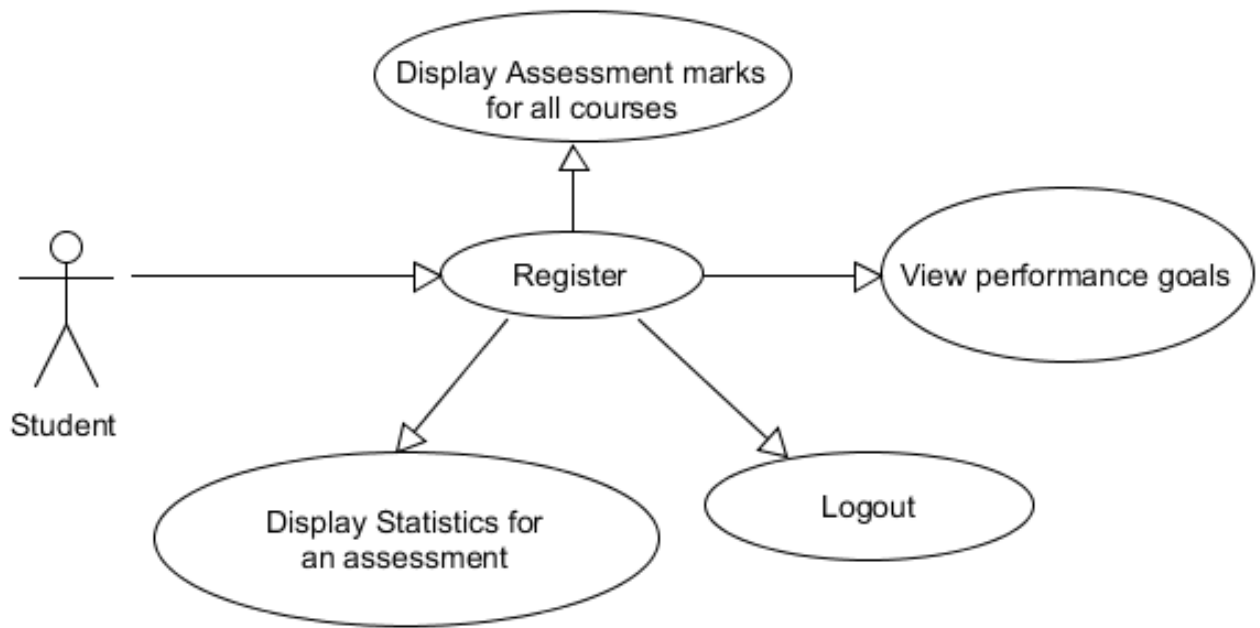 Display Assessment marks
for all courses
Register
View performance goals
Student
Display Statistics for
an assessment
Logout